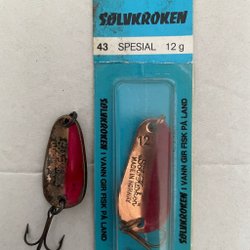 SØLVKROKEN
43 SPESIAL 12 g
SØLVKROKEN
I VANN GIR FISK PÅ LAND
SØLVKROKEN
I VANN GIR FISK PÅ LAND
12
MADE IN NORWAY